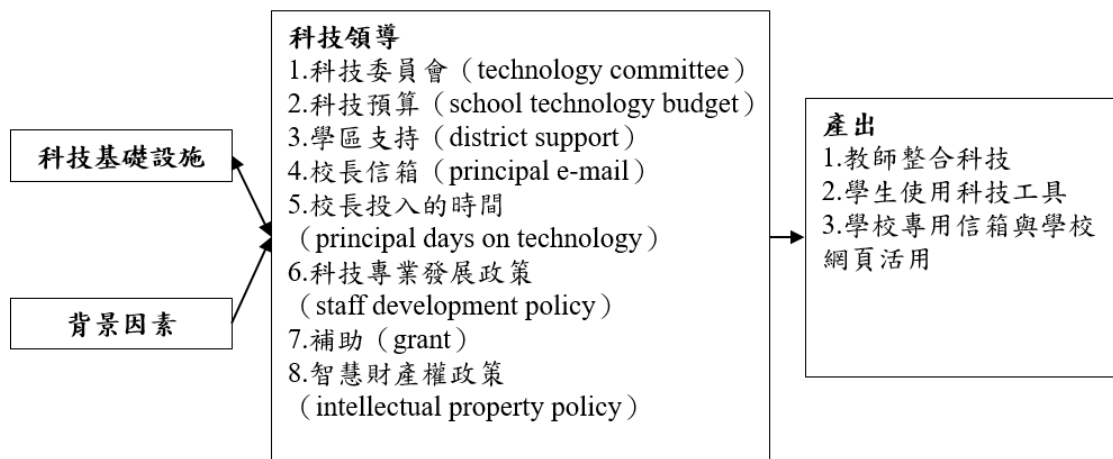 科技基礎設施
背景因素
科技領導
1.科技委員會（technology committee）
2.科技預算（school technology budget）
3.學區支持（district support）
4.校長信箱（principal e-mail）
5.校長投入的時間
（principal days on technology）
6.科技專業發展政策
（staff development policy）
7.補助（grant）
8.智慧財產權政策
（intellectual property policy）
產出
1.教師整合科技
2.學生使用科技工具
3.學校專用信箱與學校
網頁活用